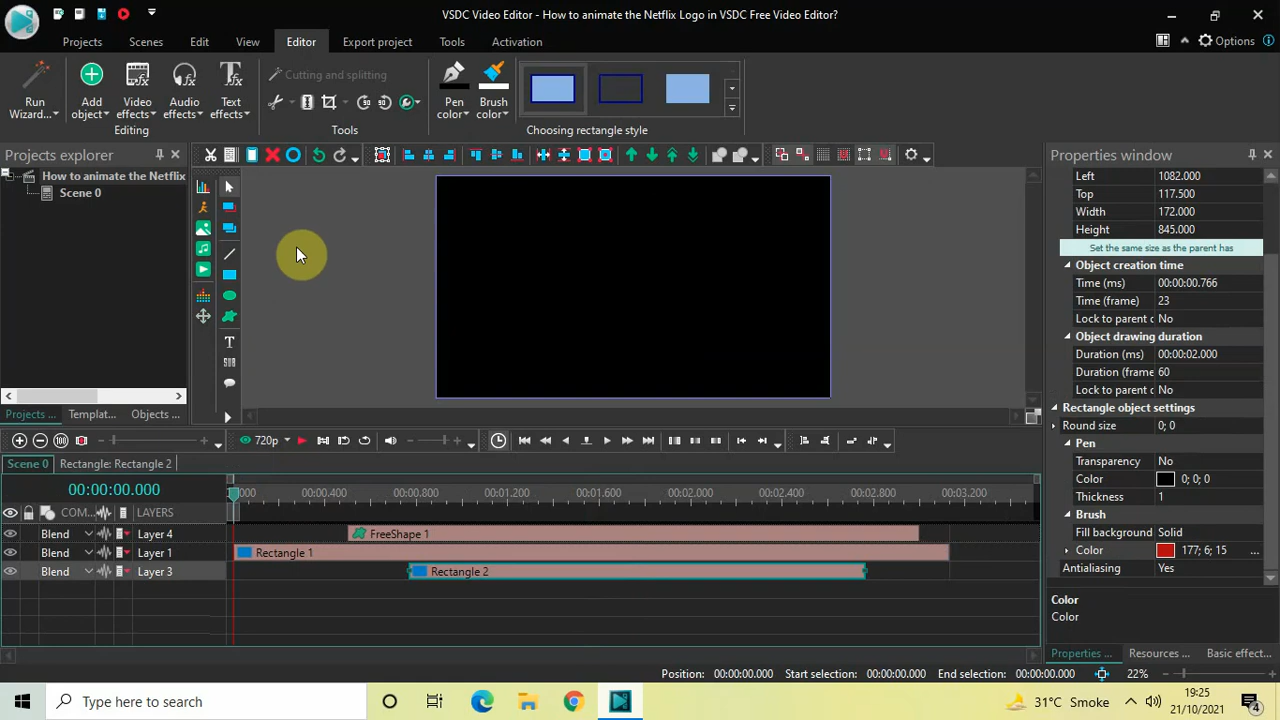 VSDC Video Editor - How to animate the Netflix Logo in VSDC Free Video Editor?
Projects Scenes Edit View Editor Export project Tools Activation Options
Run Wizard...
Add object
Video effects
Audio effects
Text effects
Editing
Cutting and splitting
Tools
Pen color
Brush color
Choosing rectangle style
Projects explorer
How to animate the Netflix
Scene 0
Projects ... Templat... Objects ...
Properties window
Left 1082.000
Top 117.500
Width 172.000
Height 845.000
Set the same size as the parent has
Object creation time
Time (ms) 00:00:00.766
Time (frame) 23
Lock to parent c No
Object drawing duration
Duration (ms) 00:00:02.000
Duration (frame 60
Lock to parent c No
Rectangle object settings
Round size 0; 0
Pen
Transparency No
Color 0; 0; 0
Thickness 1
Brush
Fill background Solid
Color 177; 6; 15 ...
Antialiasing Yes
Color
Color
Properties ... Resources ... Basic effect...
720p
Scene 0 Rectangle: Rectangle 2
00:00:00.000
.000 00:00.400 00:00.800 00:01.200 00:01.600 00:02.000 00:02.400 00:02.800 00:03.200
COM... LAYERS
Blend Layer 4 FreeShape 1
Blend Layer 1 Rectangle 1
Blend Layer 3 Rectangle 2
Position: 00:00:00.000 Start selection: 00:00:00.000 End selection: 00:00:00.000 22%
Type here to search
31°C Smoke
19:25
21/10/2021
4